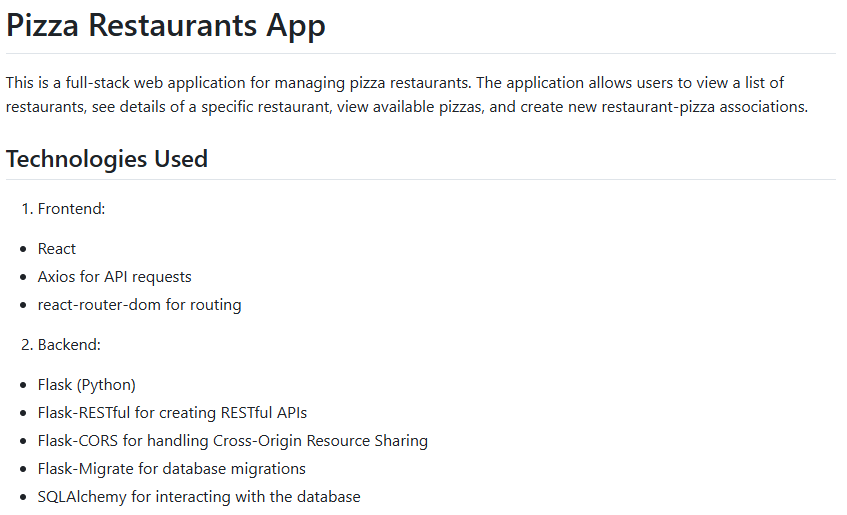 Pizza Restaurants App
This is a full-stack web application for managing pizza restaurants. The application allows users to view a list of
restaurants, see details of a specific restaurant, view available pizzas, and create new restaurant-pizza associations.
Technologies Used
1. Frontend:
• React
• Axios for API requests
• react-router-dom for routing
2. Backend:
• Flask (Python)
• Flask-RESTful for creating RESTful APIs
• Flask-CORS for handling Cross-Origin Resource Sharing
• Flask-Migrate for database migrations
• SQLAlchemy for interacting with the database